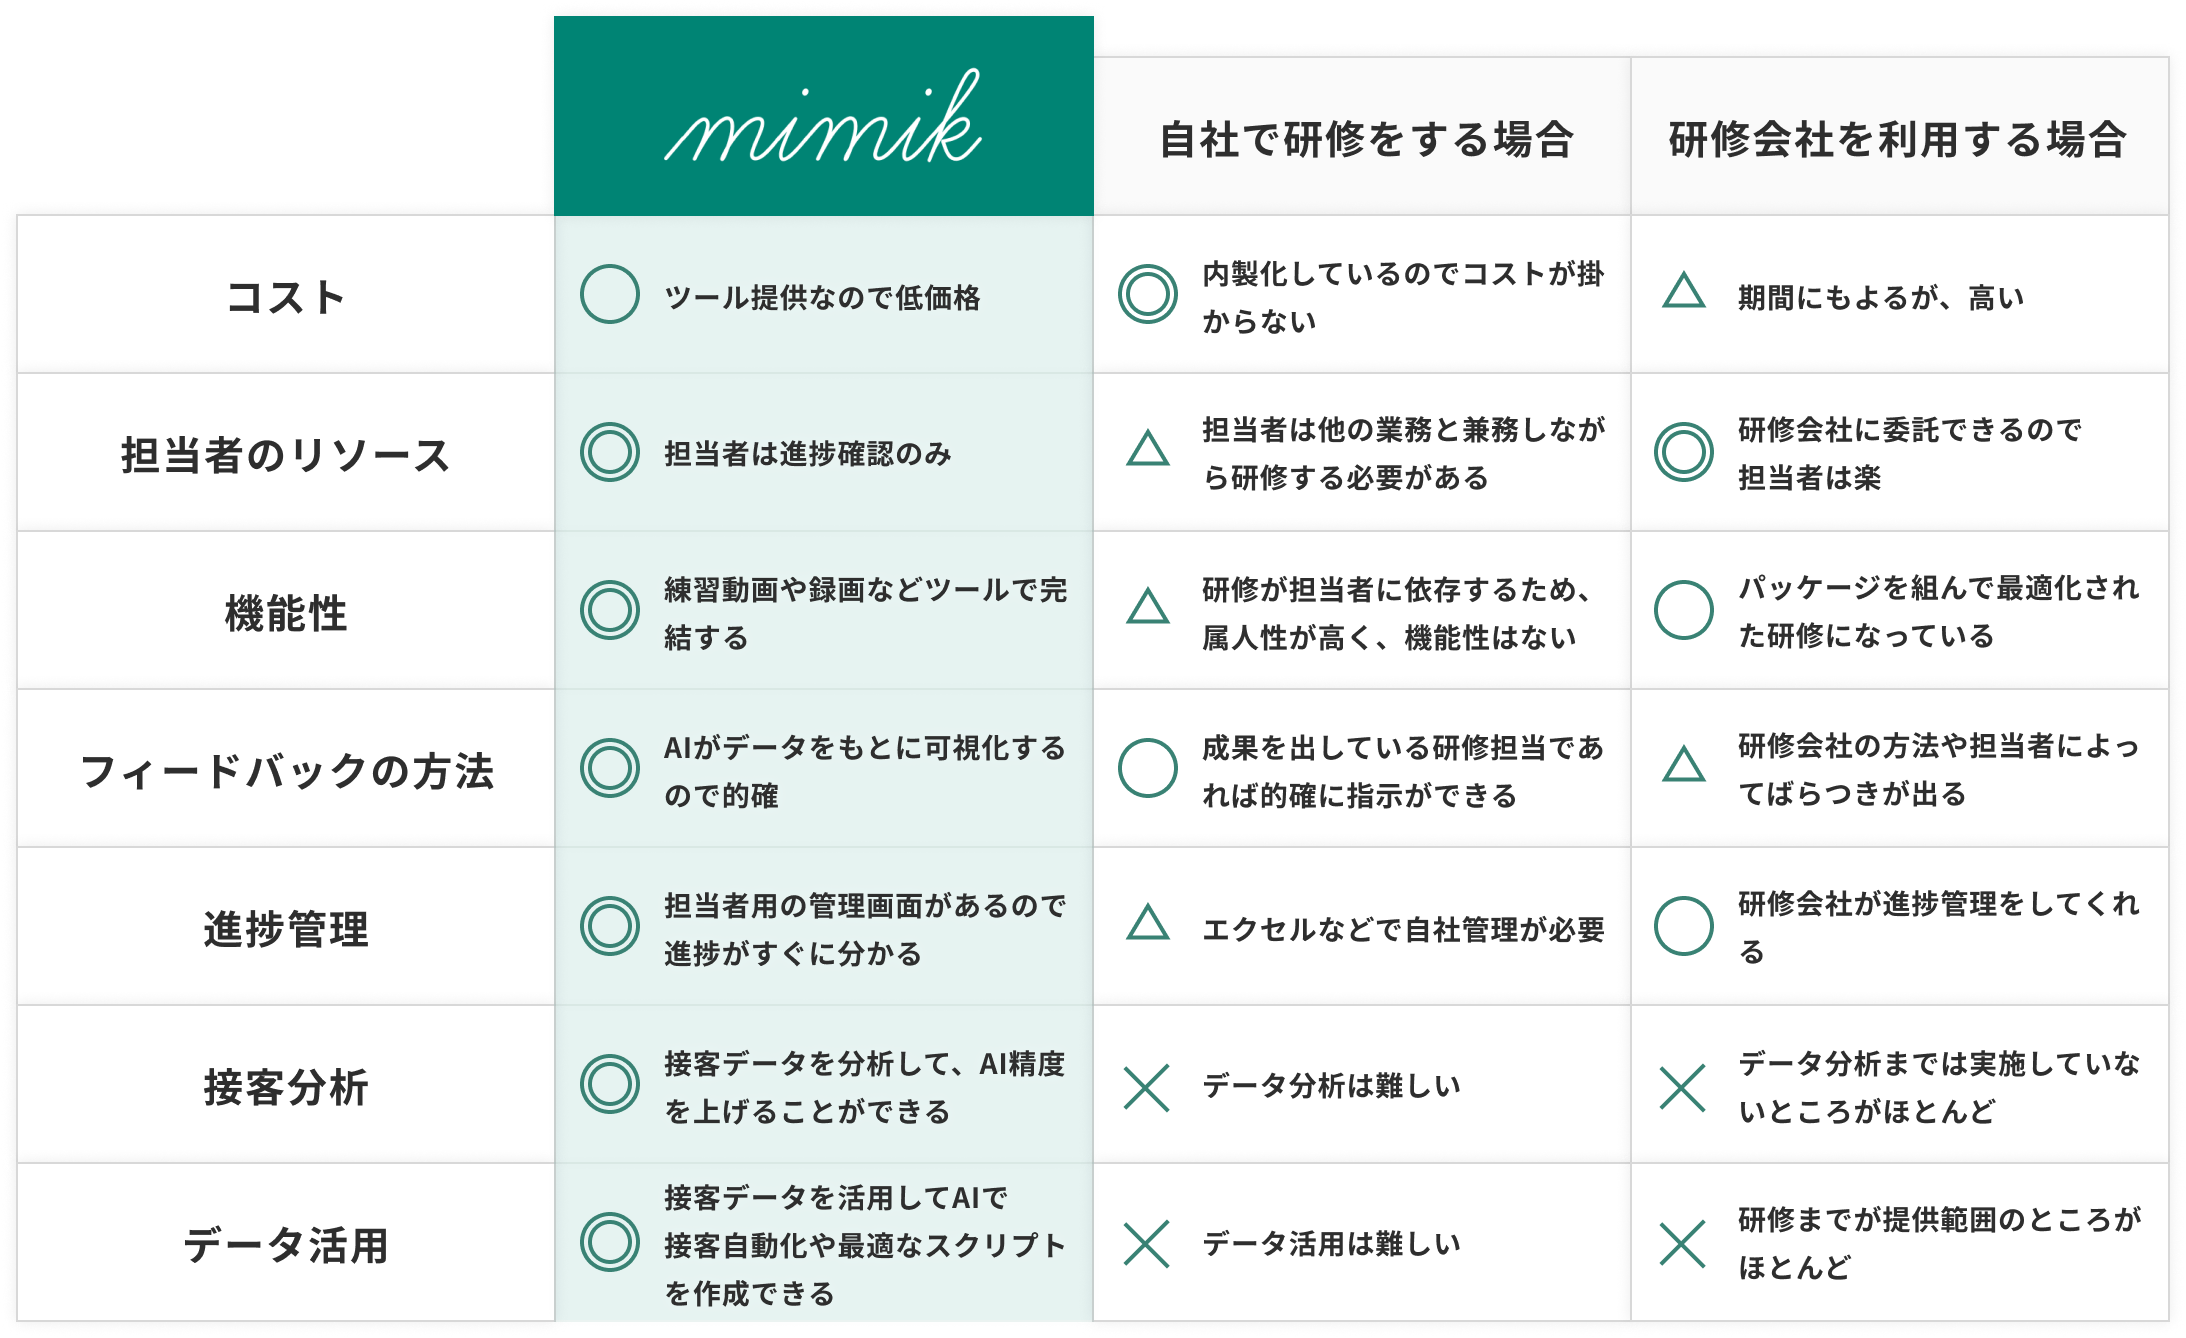 mimik
自社で研修をする場合
研修会社を利用する場合
コスト
ツール提供なので低価格
内製化しているのでコストが掛
からない
期間にもよるが、高い
担当者のリソース
担当者は進捗確認のみ
担当者は他の業務と兼務しなが
ら研修する必要がある
研修会社に委託できるので
担当者は楽
機能性
練習動画や録画などツールで完
結する
研修が担当者に依存するため、
属人性が高く、機能性はない
パッケージを組んで最適化され
た研修になっている
フィードバックの方法
AIがデータをもとに可視化する
ので的確
成果を出している研修担当であ
れば的確に指示ができる
研修会社の方法や担当者によっ
てばらつきが出る
進捗管理
担当者用の管理画面があるので
進捗がすぐに分かる
エクセルなどで自社管理が必要
研修会社が進捗管理をしてくれ
る
接客分析
接客データを分析して、AI精度
を上げることができる
データ分析は難しい
データ分析までは実施していな
いところがほとんど
データ活用
接客データを活用してAIで
接客自動化や最適なスクリプト
を作成できる
データ活用は難しい
研修までが提供範囲のところが
ほとんど